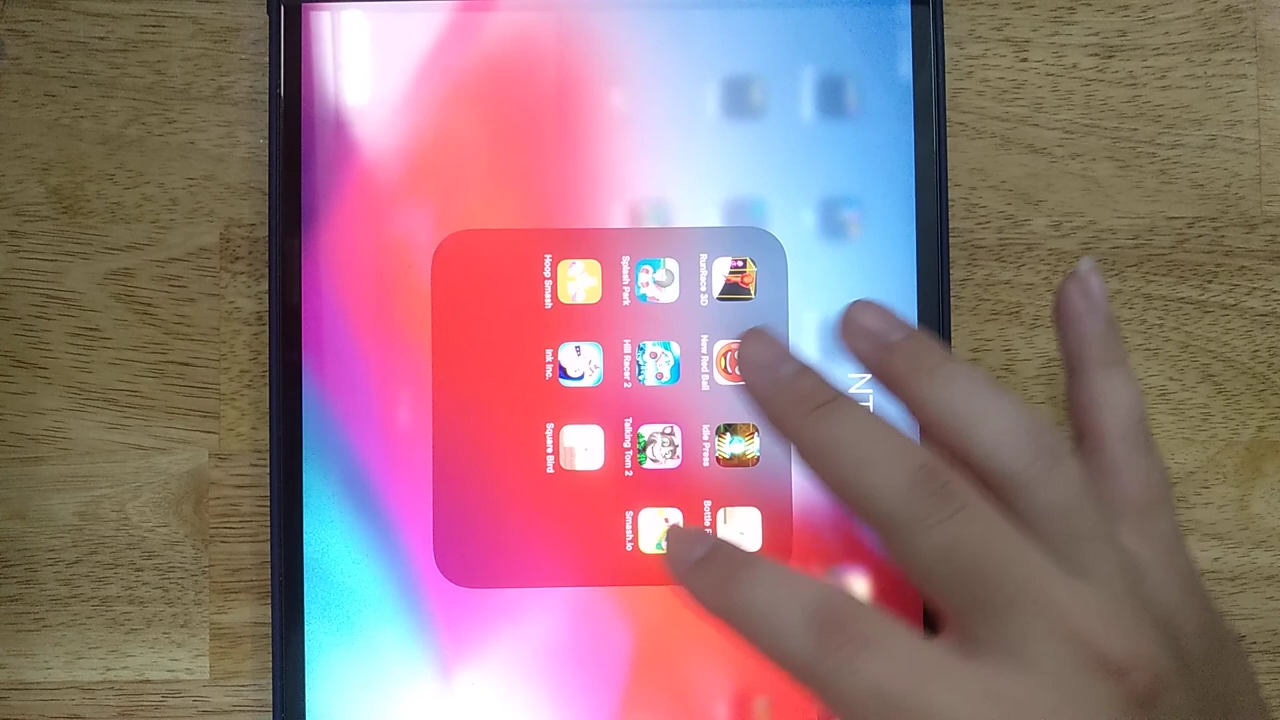 NT
RunRace 3D
New Red Ball
Idle Press
Bottle F
Splash Park
Hill Racer 2
Talking Tom 2
Smash.io
Hoop Smash
Ink Inc.
Square Bird